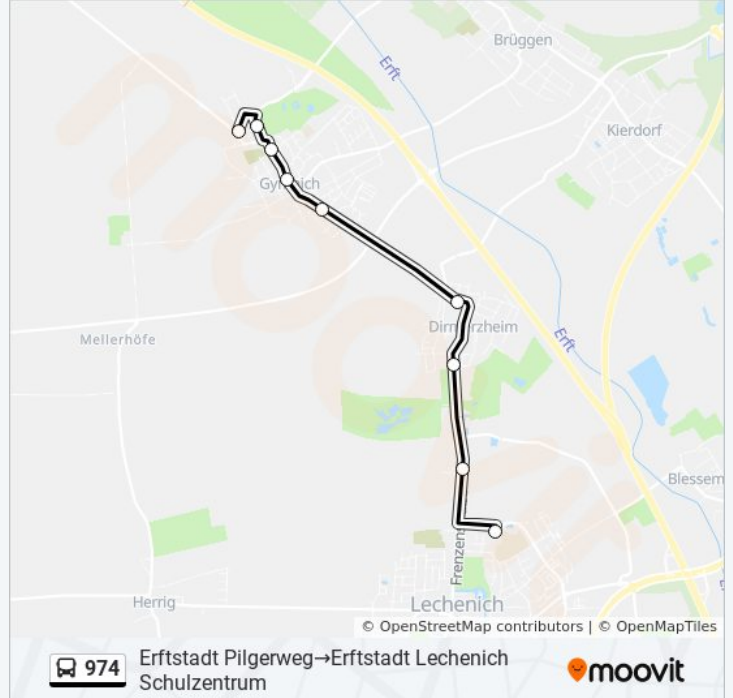 Brüggen
Erft
Kierdorf
Gymnich
Mellerhöfe
Erft
Blessem
Frenzens
Herrig
Lechenich
© OpenStreetMap contributors | © OpenMapTiles
974
Erftstadt Pilgerweg→Erftstadt Lechenich
Schulzentrum
moovit